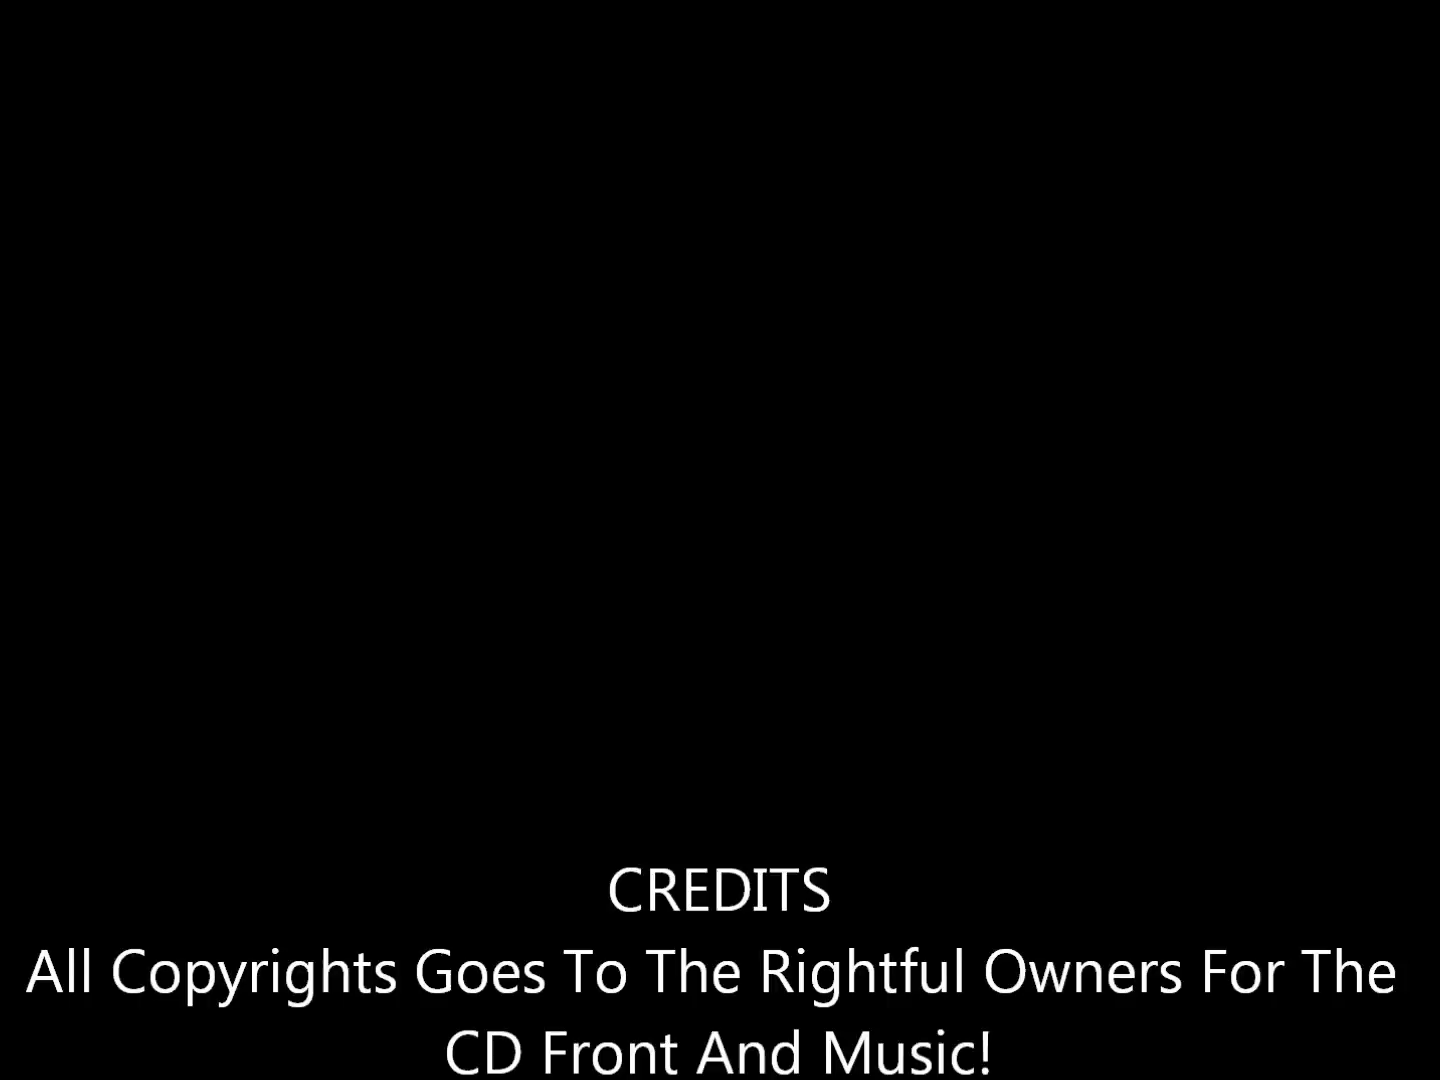 CREDITS
All Copyrights Goes To The Rightful Owners For The
CD Front And Music!